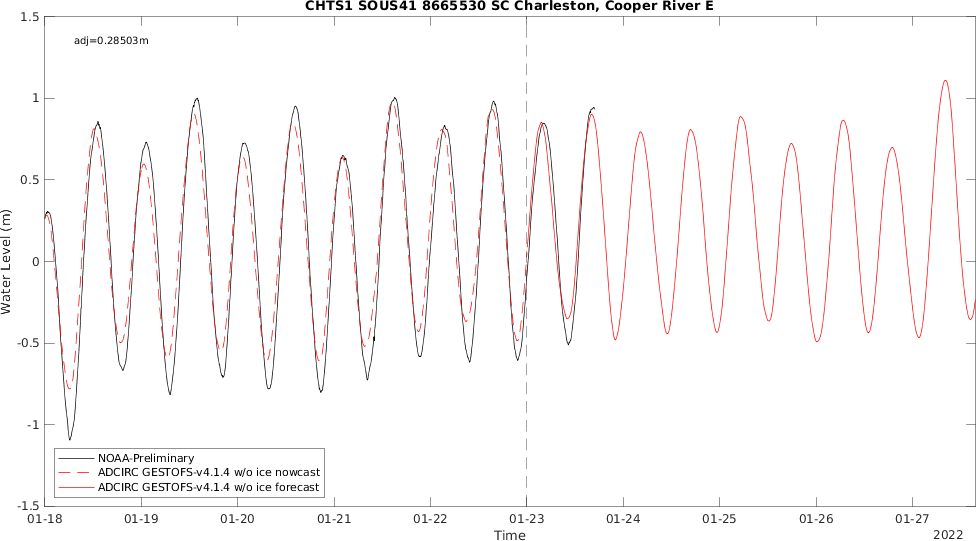 CHTS1 SOUS41 8665530 SC Charleston, Cooper River E
adj=0.28503m
1.5
1
0.5
0
-0.5
-1
-1.5
Water Level (m)
NOAA-Preliminary
ADCIRC GESTOFS-v4.1.4 w/o ice nowcast
ADCIRC GESTOFS-v4.1.4 w/o ice forecast
01-18 01-19 01-20 01-21 01-22 01-23 01-24 01-25 01-26 01-27
Time
2022